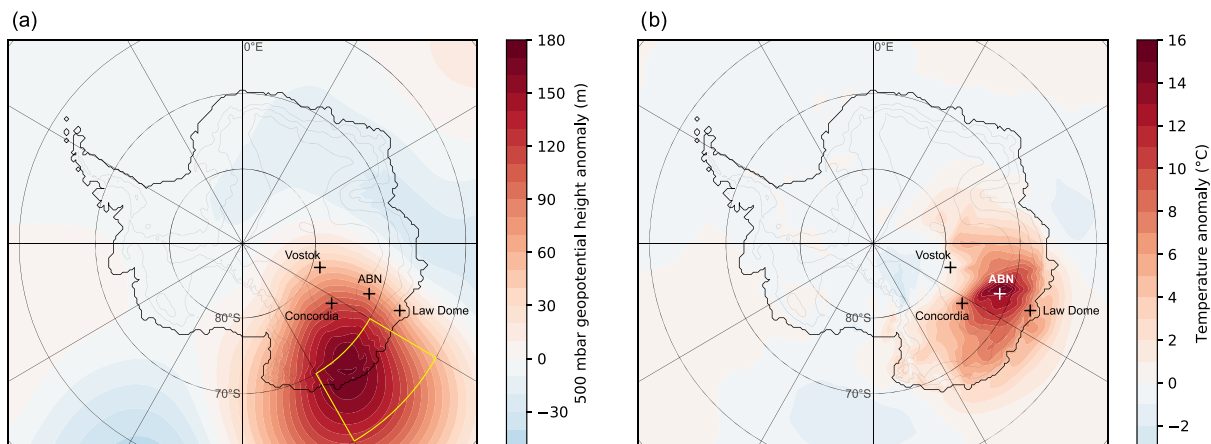 (a)
0°E
Vostok
ABN
Concordia
Law Dome
80°S
70°S
180
150
120
90
60
30
0
−30
500 mbar geopotential height anomaly (m)
(b)
0°E
Vostok
ABN
Concordia
Law Dome
80°S
70°S
16
14
12
10
8
6
4
2
0
−2
Temperature anomaly (°C)